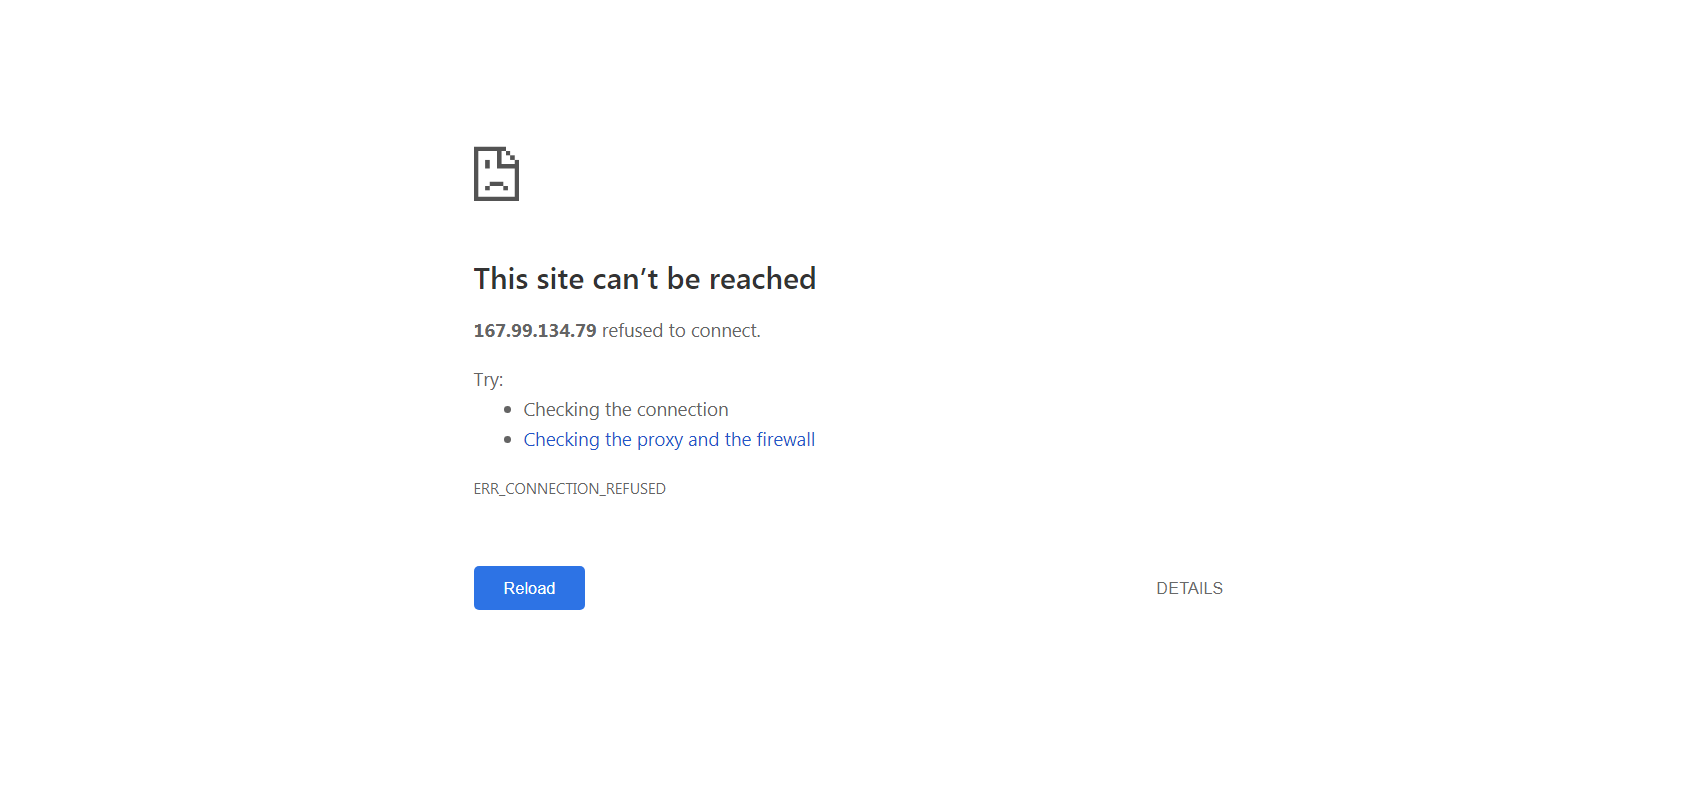 This site can’t be reached
167.99.134.79 refused to connect.
Try:
Checking the connection
Checking the proxy and the firewall
ERR_CONNECTION_REFUSED
Reload
DETAILS